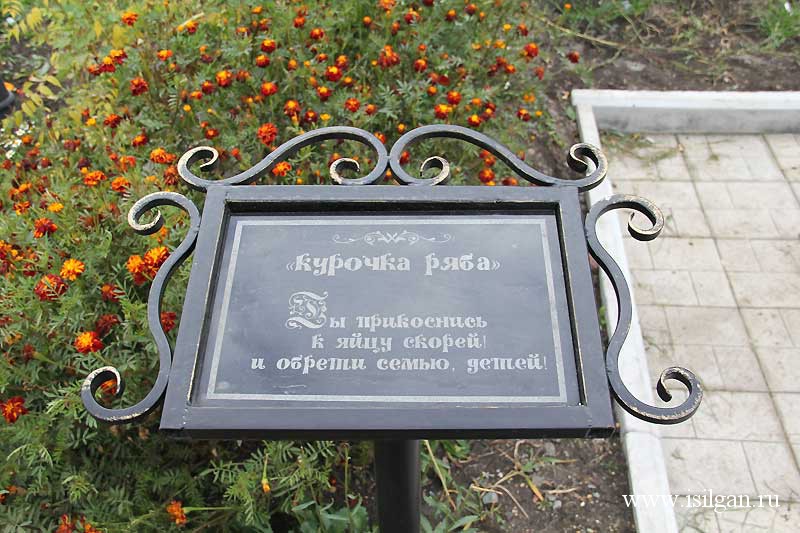 «Курочка ряба»
Ты прикоснись
к яйцу скорей!
и обрети семью, детей!
www.isilgan.ru